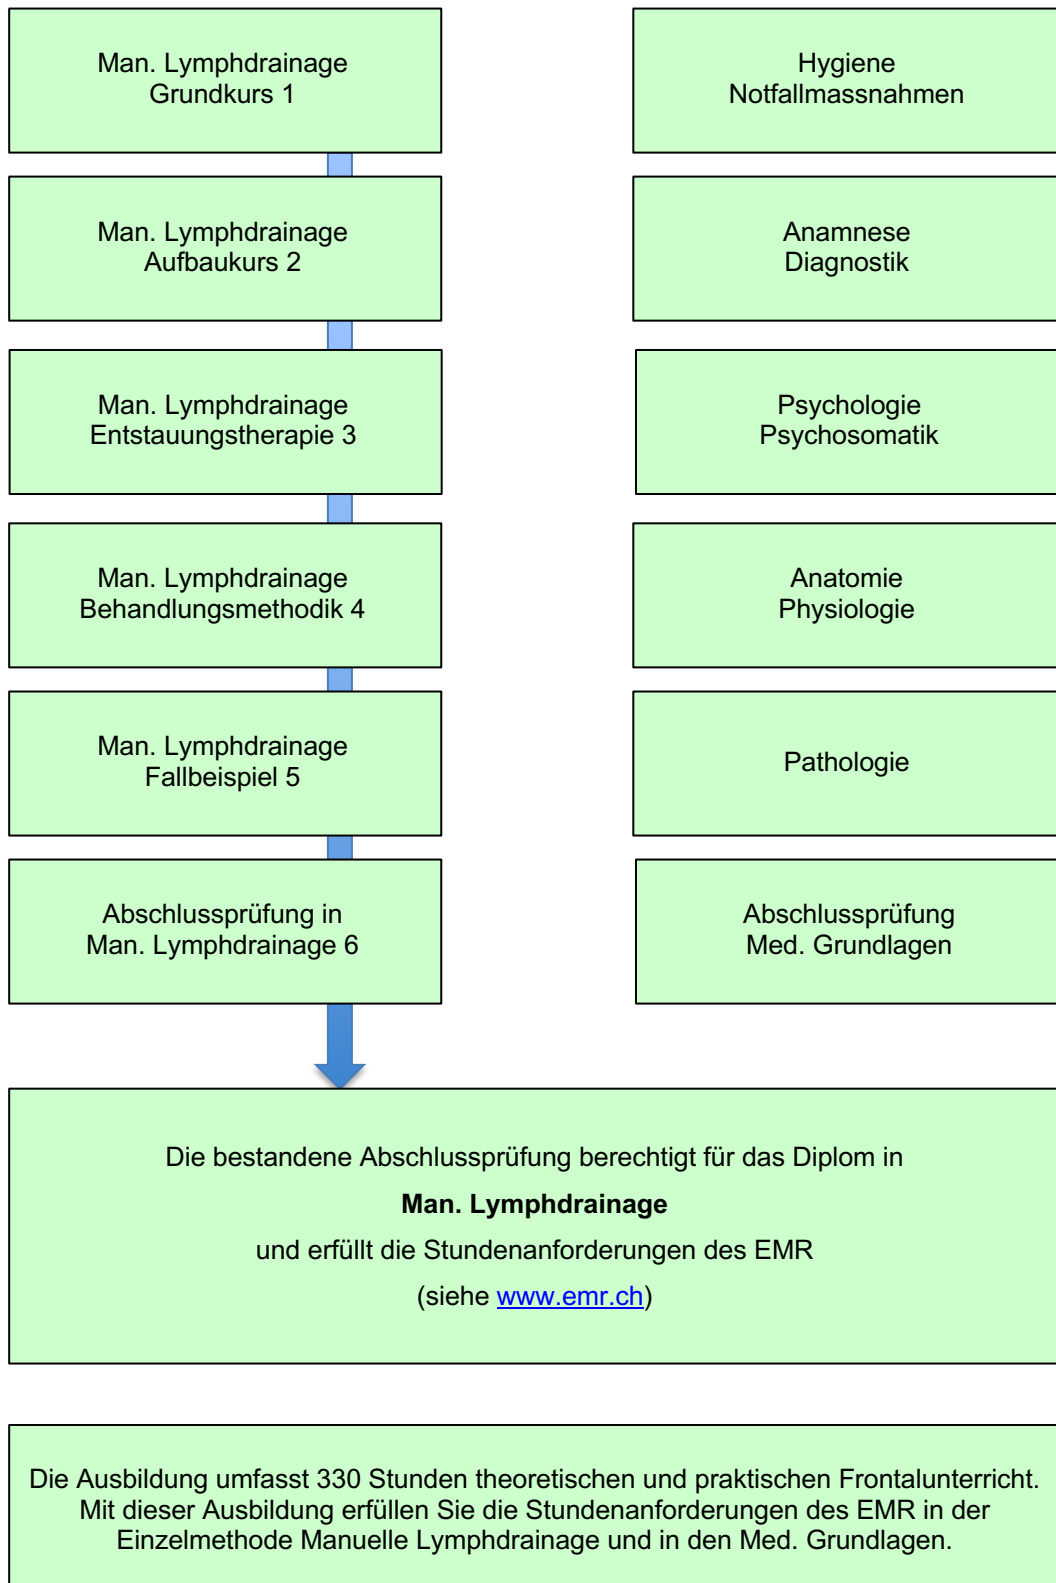 Man. Lymphdrainage
Grundkurs 1
Hygiene
Notfallmassnahmen
Man. Lymphdrainage
Aufbaukurs 2
Anamnese
Diagnostik
Man. Lymphdrainage
Entstauungstherapie 3
Psychologie
Psychosomatik
Man. Lymphdrainage
Behandlungsmethodik 4
Anatomie
Physiologie
Man. Lymphdrainage
Fallbeispiel 5
Pathologie
Abschlussprüfung in
Man. Lymphdrainage 6
Abschlussprüfung
Med. Grundlagen
Die bestandene Abschlussprüfung berechtigt für das Diplom in
Man. Lymphdrainage
und erfüllt die Stundenanforderungen des EMR
(siehe www.emr.ch)
Die Ausbildung umfasst 330 Stunden theoretischen und praktischen Frontalunterricht.
Mit dieser Ausbildung erfüllen Sie die Stundenanforderungen des EMR in der
Einzelmethode Manuelle Lymphdrainage und in den Med. Grundlagen.